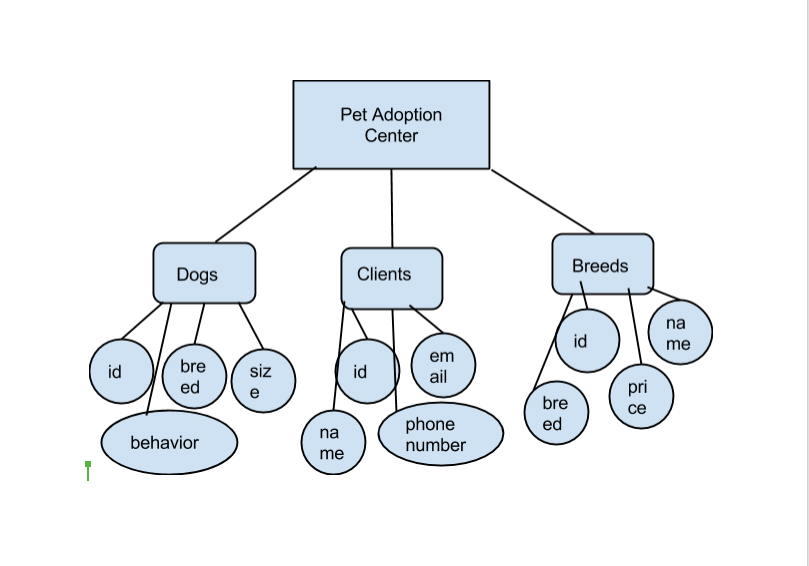 Pet Adoption
Center
Dogs
Clients
Breeds
id
bre
ed
siz
e
behavior
id
em
ail
na
me
phone
number
id
na
me
bre
ed
pri
ce